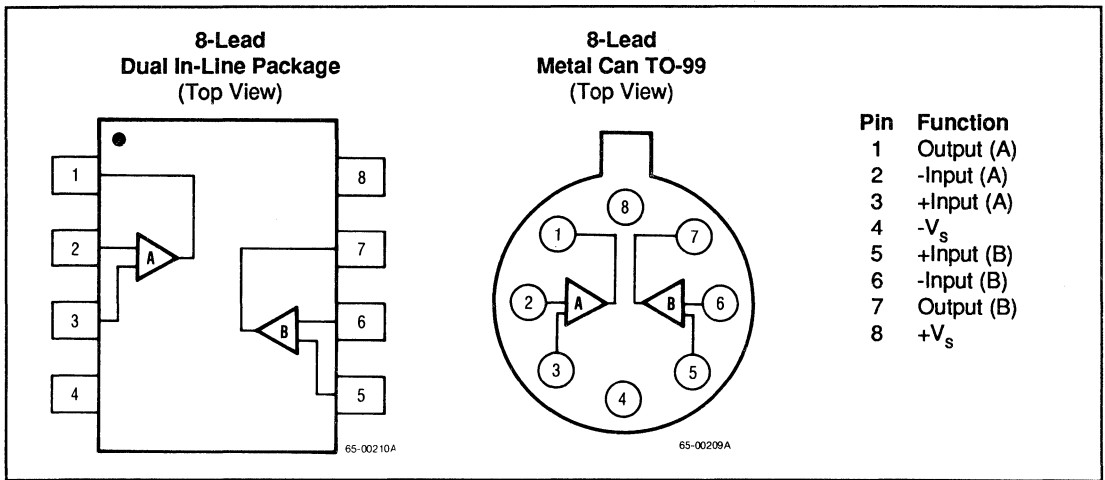 8-Lead
Dual In-Line Package
(Top View)
1
2
3
4
8
7
6
5
A
B
65-00210A
8-Lead
Metal Can TO-99
(Top View)
8
1
7
2
A
B
6
3
5
4
65-00209A
Pin Function
1 Output (A)
2 -Input (A)
3 +Input (A)
4 -Vs
5 +Input (B)
6 -Input (B)
7 Output (B)
8 +Vs